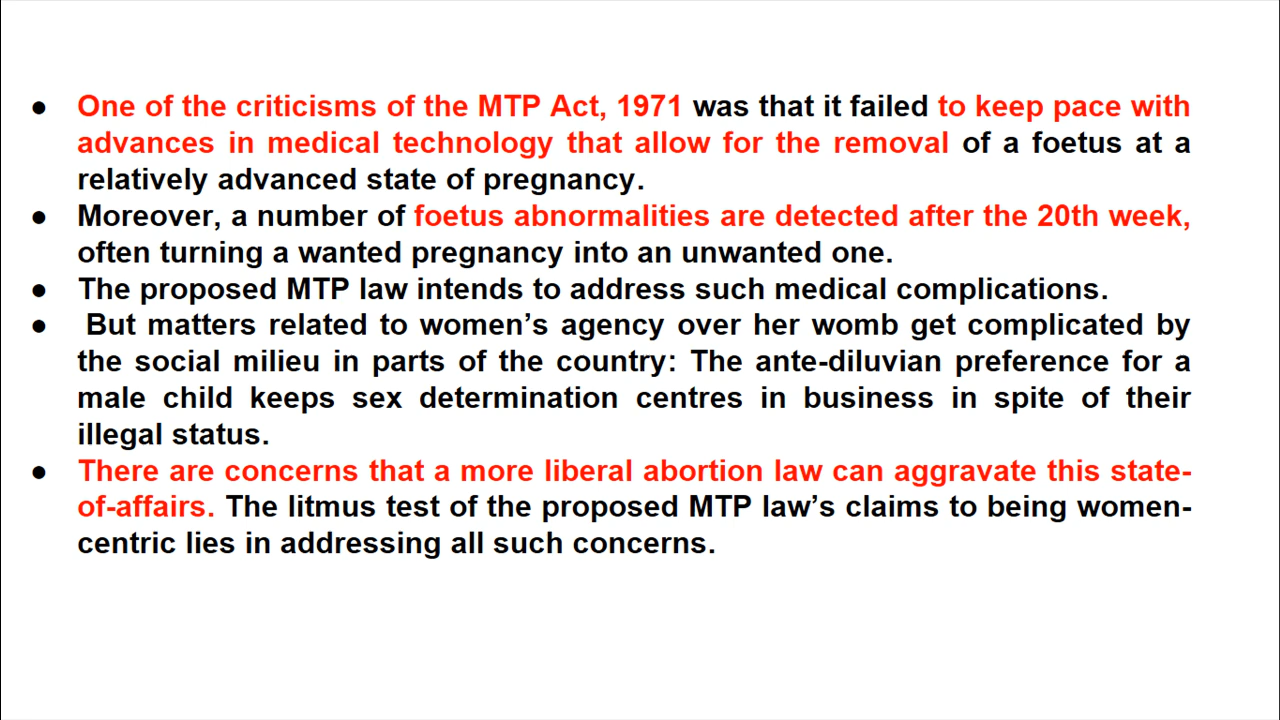 ● One of the criticisms of the MTP Act, 1971 was that it failed to keep pace with
advances in medical technology that allow for the removal of a foetus at a
relatively advanced state of pregnancy.
● Moreover, a number of foetus abnormalities are detected after the 20th week,
often turning a wanted pregnancy into an unwanted one.
● The proposed MTP law intends to address such medical complications.
● But matters related to women’s agency over her womb get complicated by
the social milieu in parts of the country: The ante-diluvian preference for a
male child keeps sex determination centres in business in spite of their
illegal status.
● There are concerns that a more liberal abortion law can aggravate this state-
of-affairs. The litmus test of the proposed MTP law’s claims to being women-
centric lies in addressing all such concerns.